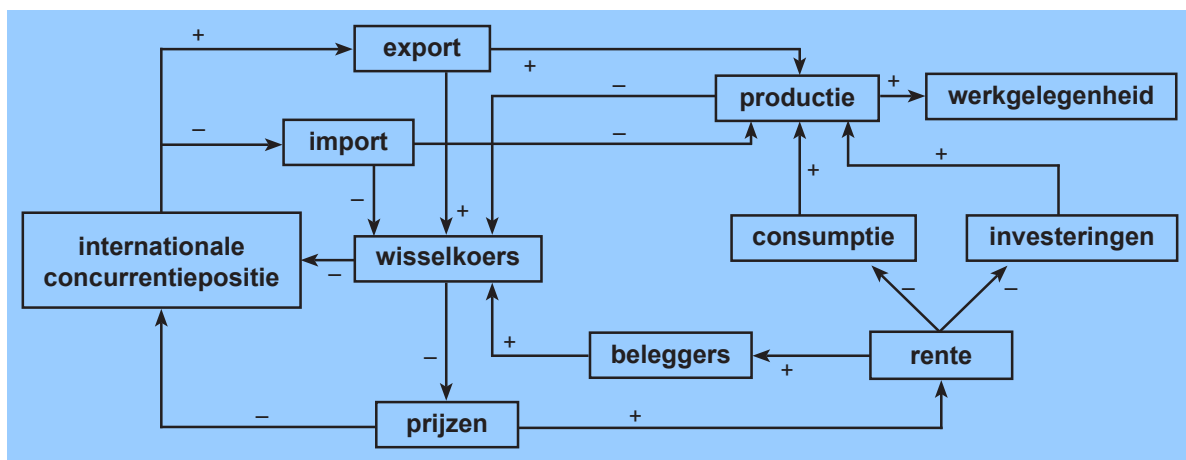 +
export
+
–
productie
+
werkgelegenheid
–
import
–
+
+
–
+
internationale
concurrentiepositie
–
wisselkoers
consumptie
investeringen
–
–
–
+
beleggers
+
rente
–
prijzen
+